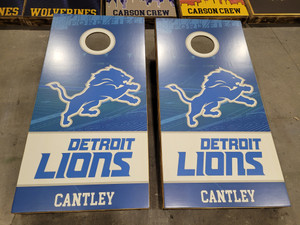 WOLVERINES
CARSON CREW
CARSON CREW
DETROIT
LIONS
CANTLEY
DETROIT
LIONS
CANTLEY